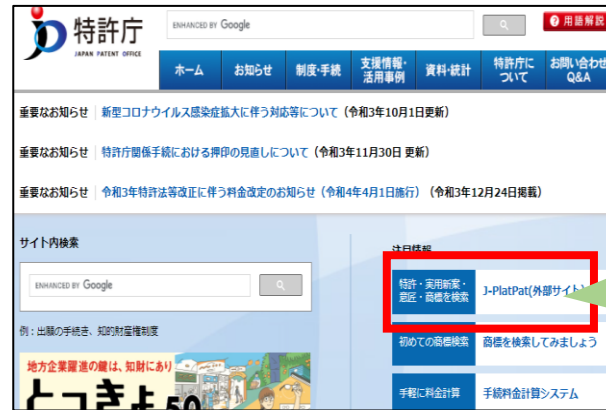 特許庁
JAPAN PATENT OFFICE
ENHANCED BY Google
? 用語解説
ホーム
お知らせ
制度・手続
支援情報・
活用事例
資料・統計
特許庁に
ついて
お問い合わせ
Q&A
重要なお知らせ 新型コロナウイルス感染症拡大に伴う対応等について（令和3年10月1日更新）
重要なお知らせ 特許庁関係手続における押印の見直しについて（令和3年11月30日 更新）
重要なお知らせ 令和3年特許法等改正に伴う料金改定のお知らせ（令和4年4月1日施行）（令和3年12月24日掲載）
サイト内検索
ENHANCED BY Google
例：出願の手続き、知的財産権制度
地方企業躍進の鍵は、知財にあり
とっきょ 50
注目情報
特許・実用新案・
意匠・商標を検索
J-PlatPat(外部サイト)
初めての商標検索
商標を検索してみましょう
手軽に料金計算
手続料金計算システム